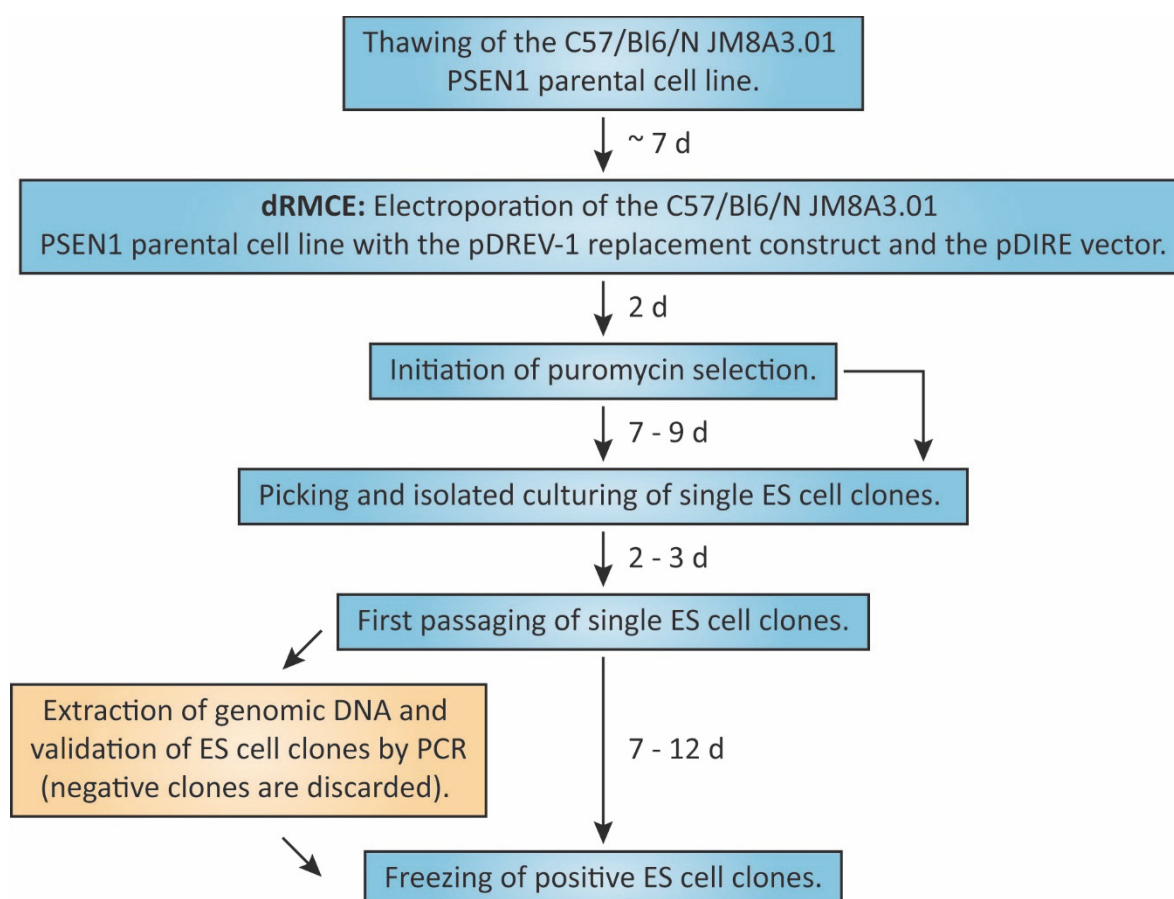 Thawing of the C57/Bl6/N JM8A3.01
PSEN1 parental cell line.
~ 7 d
dRMCE: Electroporation of the C57/Bl6/N JM8A3.01
PSEN1 parental cell line with the pDREV-1 replacement construct and the pDIRE vector.
2 d
Initiation of puromycin selection.
7 - 9 d
Picking and isolated culturing of single ES cell clones.
2 - 3 d
First passaging of single ES cell clones.
Extraction of genomic DNA and
validation of ES cell clones by PCR
(negative clones are discarded).
7 - 12 d
Freezing of positive ES cell clones.